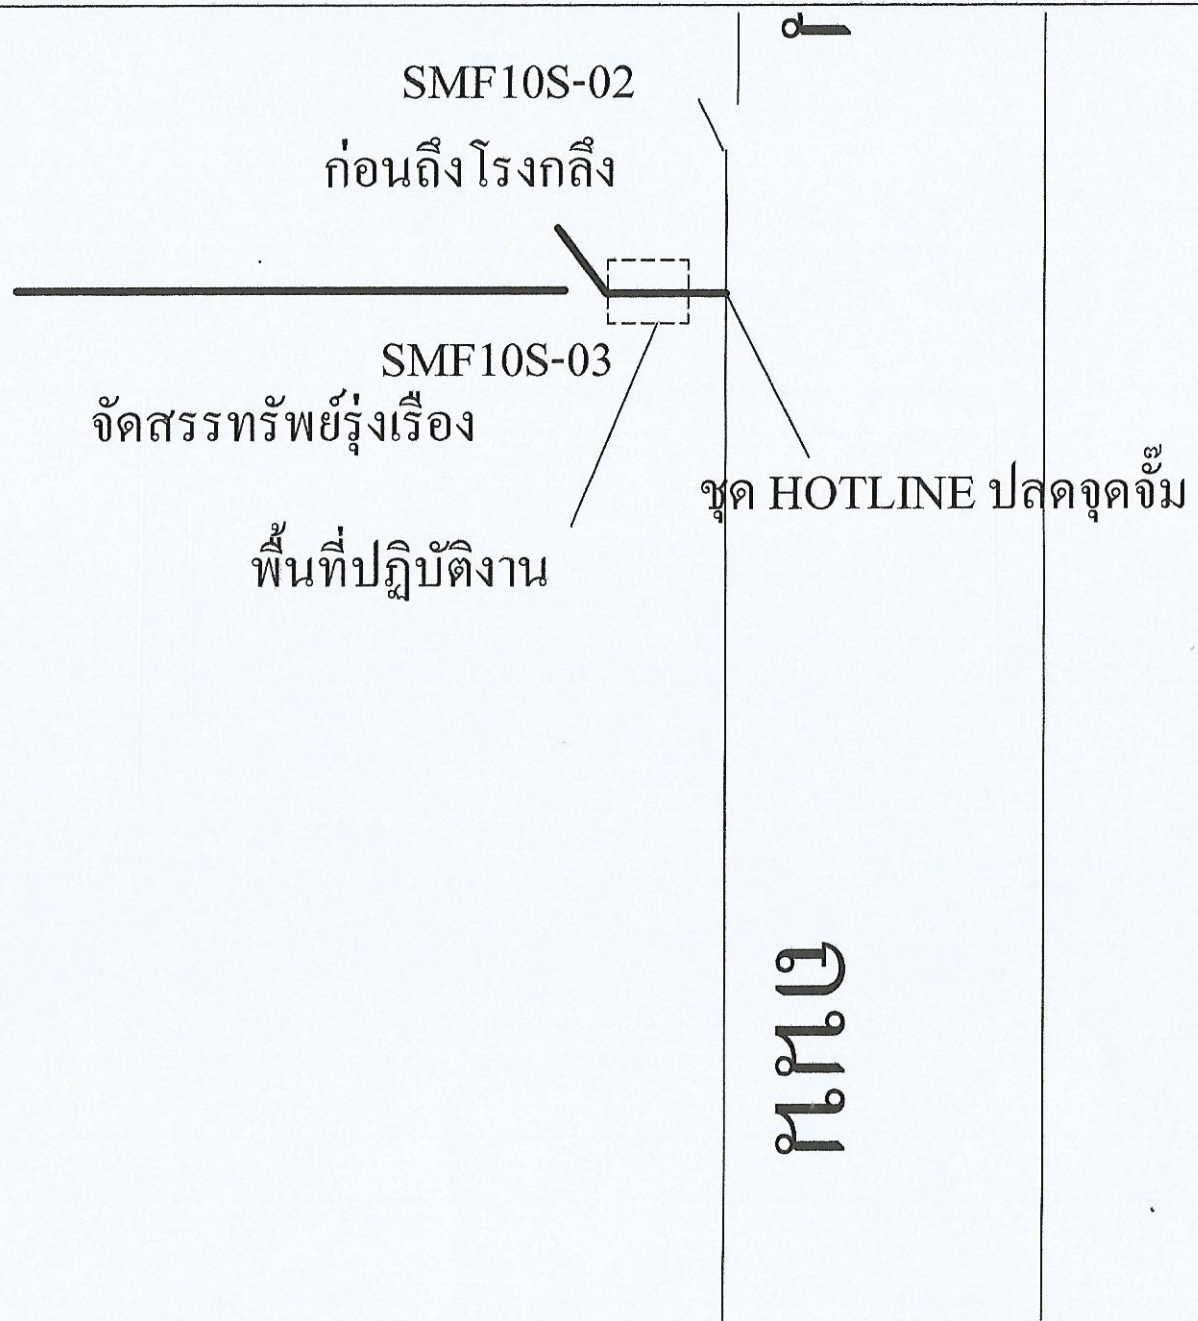 SMF10S-02
ก่อนถึงโรงกลึง
SMF10S-03
จัดสรรทรัพย์รุ่งเรือง
ชุด HOTLINE ปลดจุดจั๊ม
พื้นที่ปฏิบัติงาน
ถนน